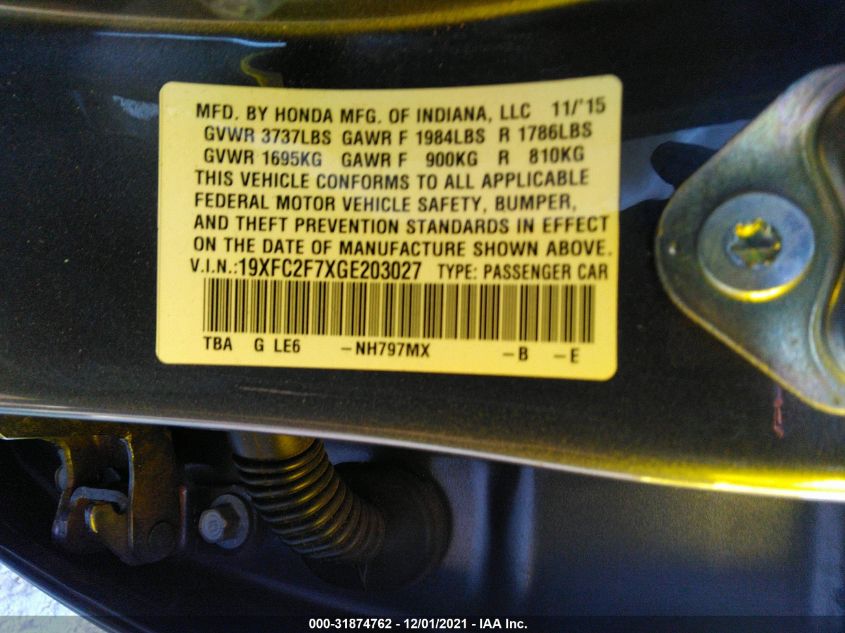 MFD. BY HONDA MFG. OF INDIANA, LLC 11/'15
GVWR 3737LBS GAWR F 1984LBS R 1786LBS
GVWR 1695KG GAWR F 900KG R 810KG
THIS VEHICLE CONFORMS TO ALL APPLICABLE
FEDERAL MOTOR VEHICLE SAFETY, BUMPER,
AND THEFT PREVENTION STANDARDS IN EFFECT
ON THE DATE OF MANUFACTURE SHOWN ABOVE.
V.I.N.:19XFC2F7XGE203027 TYPE: PASSENGER CAR
TBA G LE6 -NH797MX -B -E
000-31874762 - 12/01/2021 - IAA Inc.